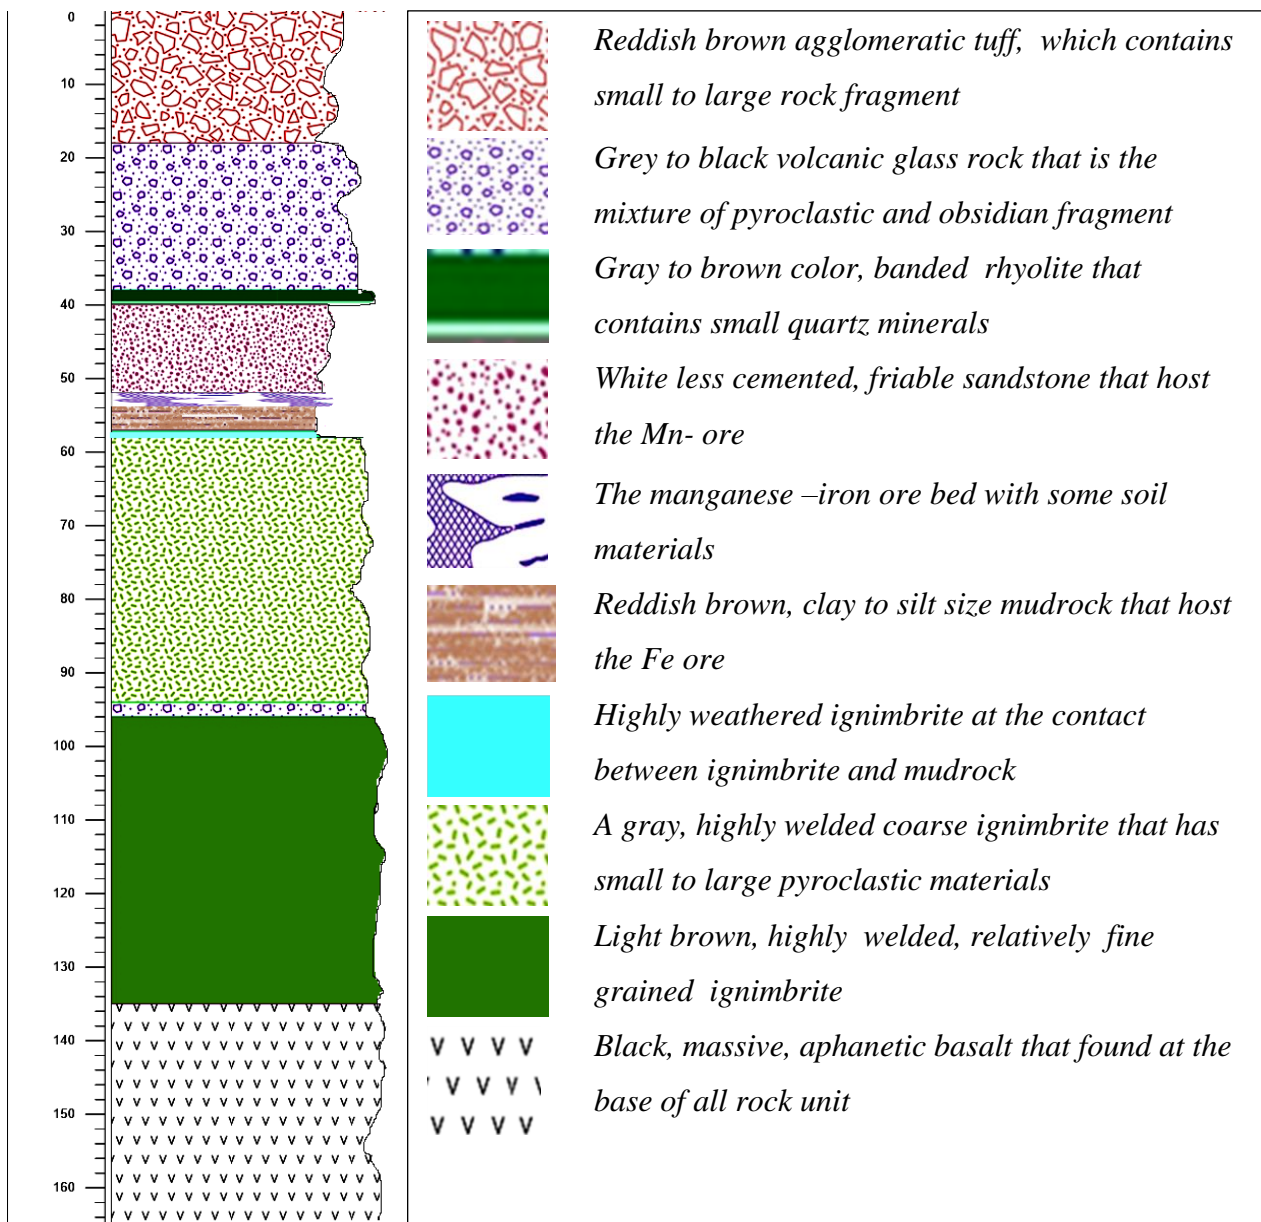 0
10
20
30
40
50
60
70
80
90
100
110
120
130
140
150
160
Reddish brown agglomeratic tuff, which contains
small to large rock fragment
Grey to black volcanic glass rock that is the
mixture of pyroclastic and obsidian fragment
Gray to brown color, banded rhyolite that
contains small quartz minerals
White less cemented, friable sandstone that host
the Mn- ore
The manganese –iron ore bed with some soil
materials
Reddish brown, clay to silt size mudrock that host
the Fe ore
Highly weathered ignimbrite at the contact
between ignimbrite and mudrock
A gray, highly welded coarse ignimbrite that has
small to large pyroclastic materials
Light brown, highly welded, relatively fine
grained ignimbrite
Black, massive, aphanetic basalt that found at the
base of all rock unit